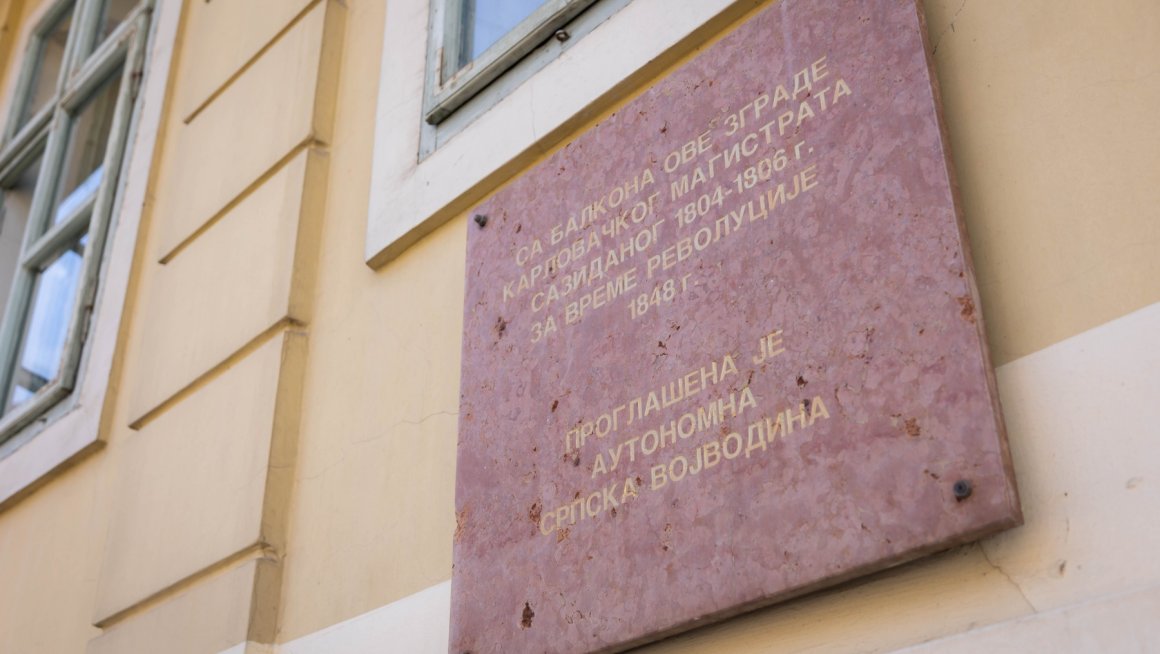 СА БАЛКОНА ОВЕ ЗГРАДЕ
КАРЛОВАЧКОГ МАГИСТРАТА
САЗИДАНОГ 1804-1806 г.
ЗА ВРЕМЕ РЕВОЛУЦИЈЕ
1848 г.
ПРОГЛАШЕНА ЈЕ
АУТОНОМНА
СРПСКА ВОЈВОДИНА